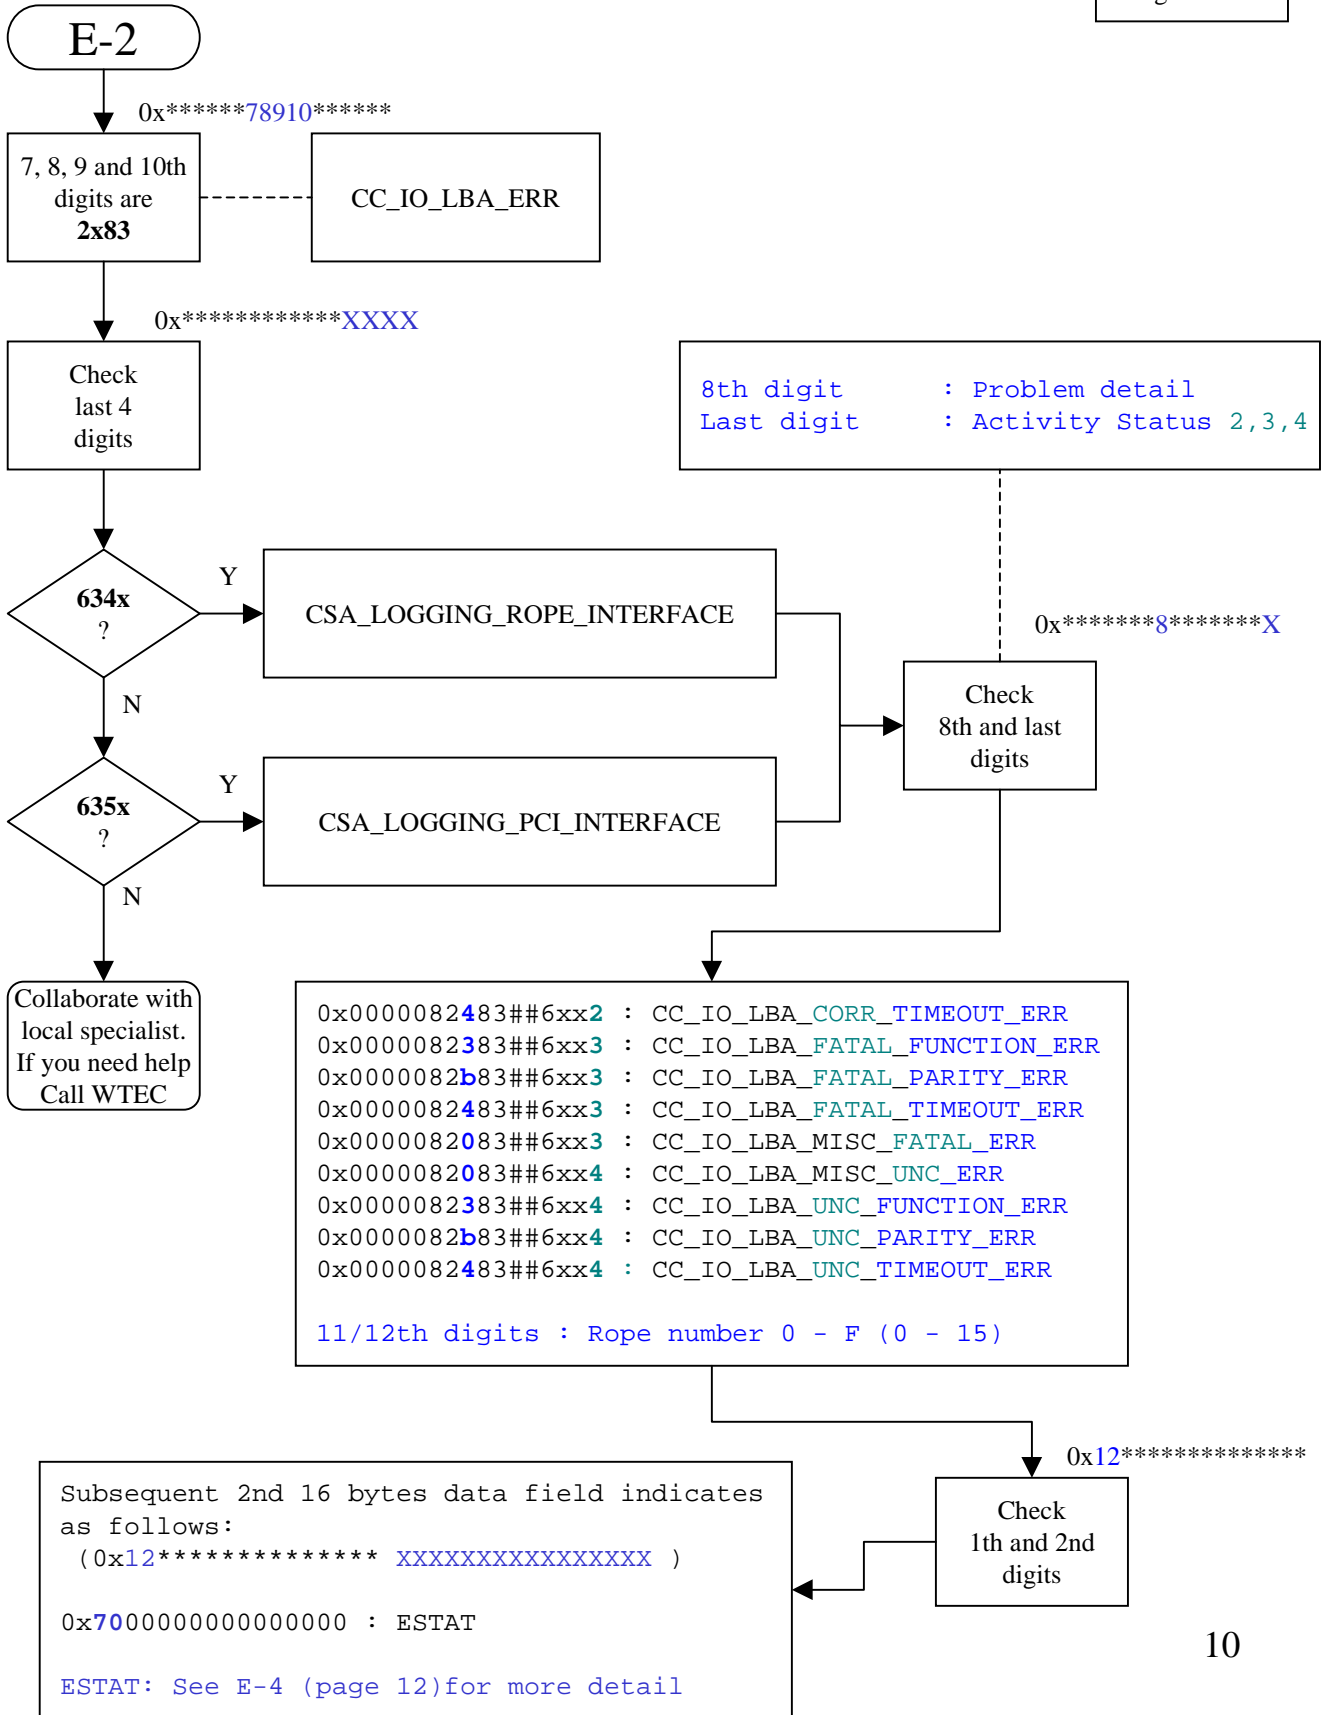 E-2
0x******78910******
7, 8, 9 and 10th
digits are
2x83
CC_IO_LBA_ERR
0x************XXXX
Check
last 4
digits
8th digit : Problem detail
Last digit : Activity Status 2,3,4
634x
?
Y
CSA_LOGGING_ROPE_INTERFACE
0x*******8*******X
N
Check
8th and last
digits
635x
?
Y
CSA_LOGGING_PCI_INTERFACE
N
Collaborate with
local specialist.
If you need help
Call WTEC
0x0000082483##6xx2 : CC_IO_LBA_CORR_TIMEOUT_ERR
0x0000082383##6xx3 : CC_IO_LBA_FATAL_FUNCTION_ERR
0x0000082b83##6xx3 : CC_IO_LBA_FATAL_PARITY_ERR
0x0000082483##6xx3 : CC_IO_LBA_FATAL_TIMEOUT_ERR
0x0000082083##6xx3 : CC_IO_LBA_MISC_FATAL_ERR
0x0000082083##6xx4 : CC_IO_LBA_MISC_UNC_ERR
0x0000082383##6xx4 : CC_IO_LBA_UNC_FUNCTION_ERR
0x0000082b83##6xx4 : CC_IO_LBA_UNC_PARITY_ERR
0x0000082483##6xx4 : CC_IO_LBA_UNC_TIMEOUT_ERR
11/12th digits : Rope number 0 - F (0 - 15)
0x12**************
Check
1th and 2nd
digits
Subsequent 2nd 16 bytes data field indicates
as follows:
(0x12************** XXXXXXXXXXXXXXXX )
0x7000000000000000 : ESTAT
ESTAT: See E-4 (page 12)for more detail
10